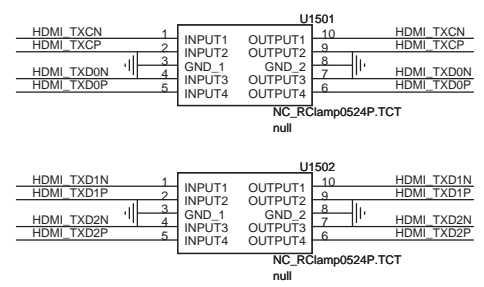 U1501
HDMI_TXCN 1 INPUT1 OUTPUT1 10 HDMI_TXCN
HDMI_TXCP 2 INPUT2 OUTPUT2 9 HDMI_TXCP
3 GND_1 GND_2 8
HDMI_TXD0N 4 INPUT3 OUTPUT3 7 HDMI_TXD0N
HDMI_TXD0P 5 INPUT4 OUTPUT4 6 HDMI_TXD0P
NC_RClamp0524P.TCT
null
U1502
HDMI_TXD1N 1 INPUT1 OUTPUT1 10 HDMI_TXD1N
HDMI_TXD1P 2 INPUT2 OUTPUT2 9 HDMI_TXD1P
3 GND_1 GND_2 8
HDMI_TXD2N 4 INPUT3 OUTPUT3 7 HDMI_TXD2N
HDMI_TXD2P 5 INPUT4 OUTPUT4 6 HDMI_TXD2P
NC_RClamp0524P.TCT
null